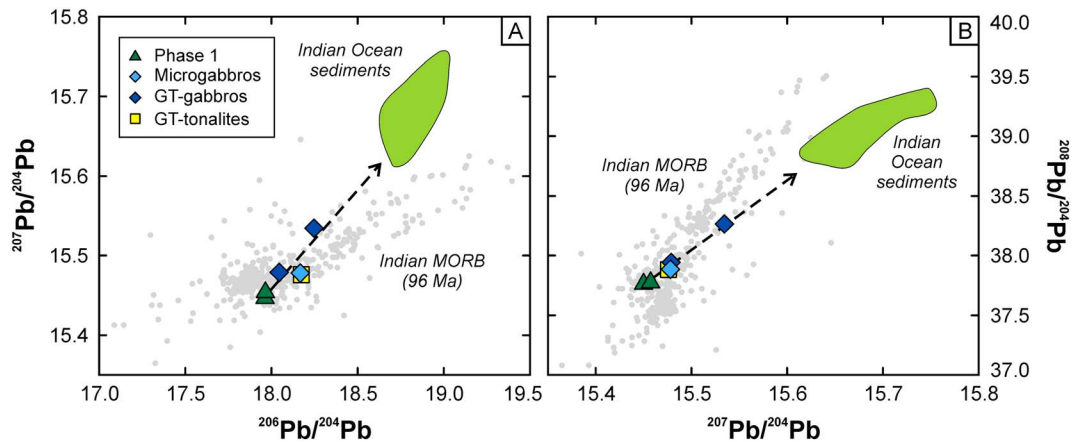 15.8
15.7
15.6
15.5
15.4
²⁰⁷Pb/²⁰⁴Pb
A
Phase 1
Microgabbros
GT-gabbros
GT-tonalites
Indian Ocean
sediments
Indian MORB
(96 Ma)
17.0 17.5 18.0 18.5 19.0 19.5
²⁰⁶Pb/²⁰⁴Pb
B
Indian MORB
(96 Ma)
Indian
Ocean
sediments
40.0
39.5
39.0
38.5
38.0
37.5
37.0
²⁰⁸Pb/²⁰⁴Pb
15.4 15.5 15.6 15.7 15.8
²⁰⁷Pb/²⁰⁴Pb